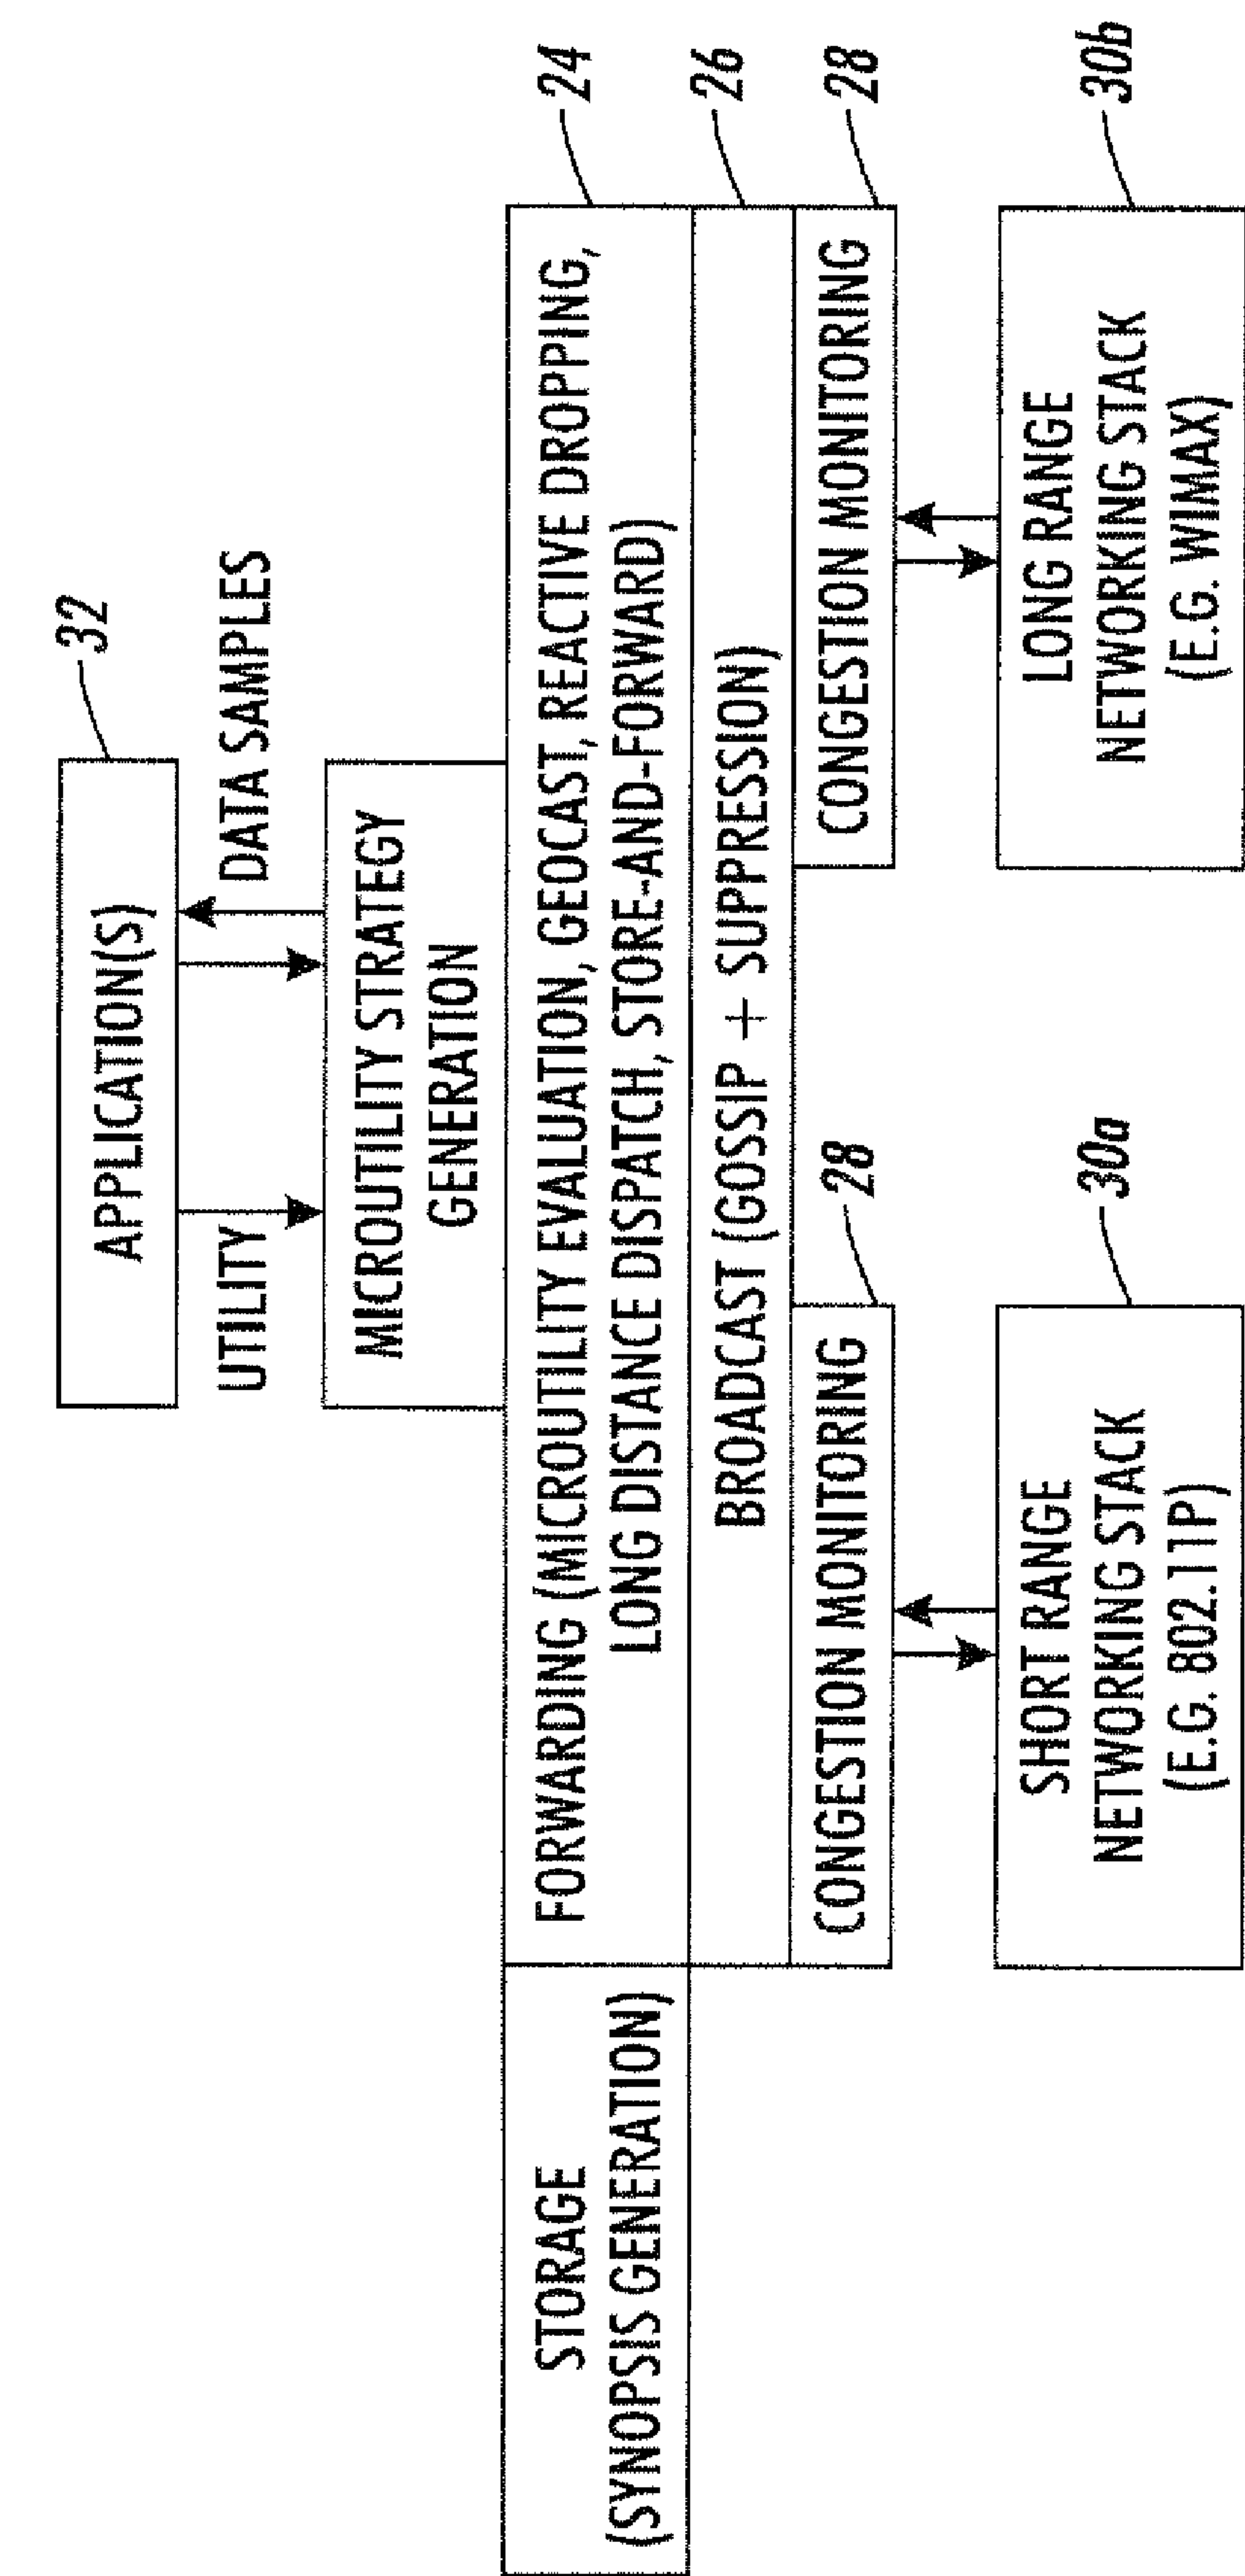 32
APPLICATION(S)
UTILITY
DATA SAMPLES
MICROUTILITY STRATEGY
GENERATION
24
STORAGE
(SYNOPSIS GENERATION)
FORWARDING (MICROUTILITY EVALUATION, GEOCAST, REACTIVE DROPPING,
LONG DISTANCE DISPATCH, STORE-AND-FORWARD)
26
BROADCAST (GOSSIP + SUPPRESSION)
28
CONGESTION MONITORING
28
CONGESTION MONITORING
30a
SHORT RANGE
NETWORKING STACK
(E.G. 802.11P)
30b
LONG RANGE
NETWORKING STACK
(E.G. WIMAX)